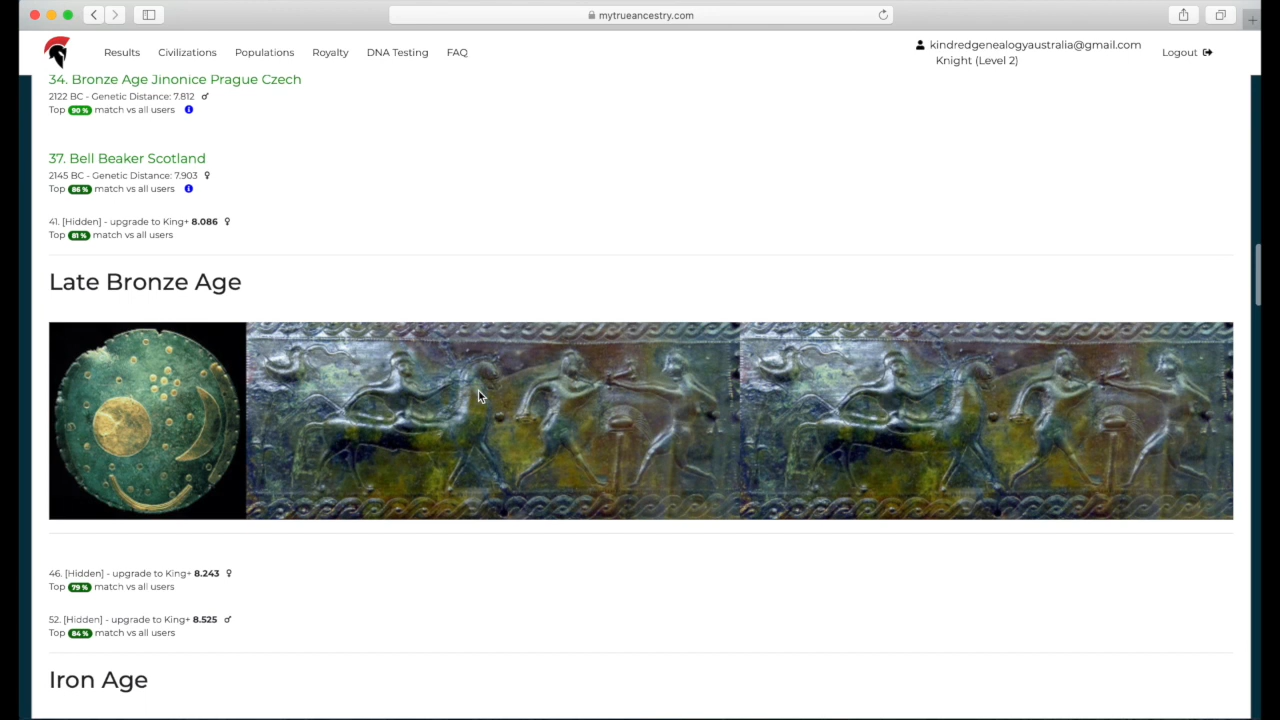 mytrueancestry.com
Results Civilizations Populations Royalty DNA Testing FAQ
kindredgenealogyaustralia@gmail.com
Knight (Level 2)
Logout
34. Bronze Age Jinonice Prague Czech
2122 BC - Genetic Distance: 7.812 ♂
Top 90 % match vs all users
37. Bell Beaker Scotland
2145 BC - Genetic Distance: 7.903 ♀
Top 86 % match vs all users
41. [Hidden] - upgrade to King+ 8.086 ♀
Top 81 % match vs all users
Late Bronze Age
46. [Hidden] - upgrade to King+ 8.243 ♀
Top 79 % match vs all users
52. [Hidden] - upgrade to King+ 8.525 ♂
Top 84 % match vs all users
Iron Age